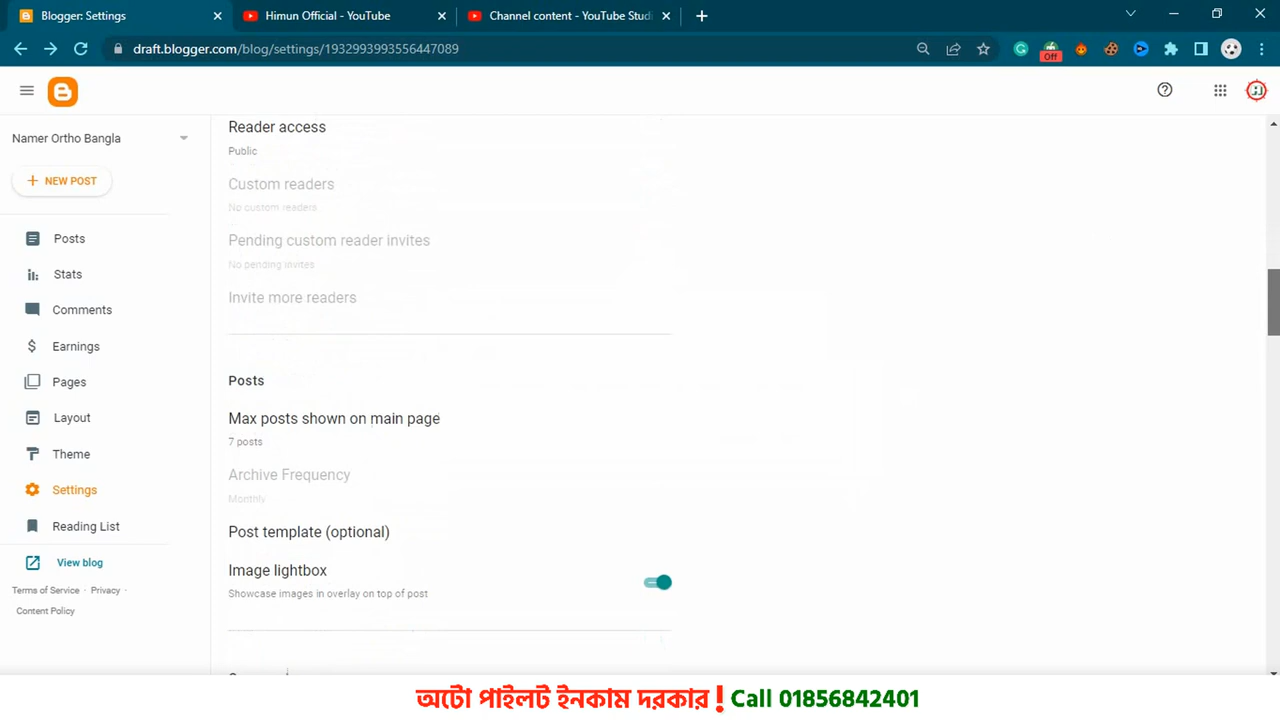 Blogger: Settings
Himun Official - YouTube
Channel content - YouTube Studi
draft.blogger.com/blog/settings/1932993993556447089
Off
Namer Ortho Bangla
NEW POST
Posts
Stats
Comments
Earnings
Pages
Layout
Theme
Settings
Reading List
View blog
Terms of Service · Privacy ·
Content Policy
Reader access
Public
Custom readers
No custom readers
Pending custom reader invites
No pending invites
Invite more readers
Posts
Max posts shown on main page
7 posts
Archive Frequency
Monthly
Post template (optional)
Image lightbox
Showcase images in overlay on top of post
অটো পাইলট ইনকাম দরকার ! Call 01856842401